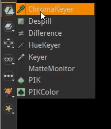 ChromaKeyer
Despill
Difference
HueKeyer
Keyer
MatteMonitor
PIK
PIKColor